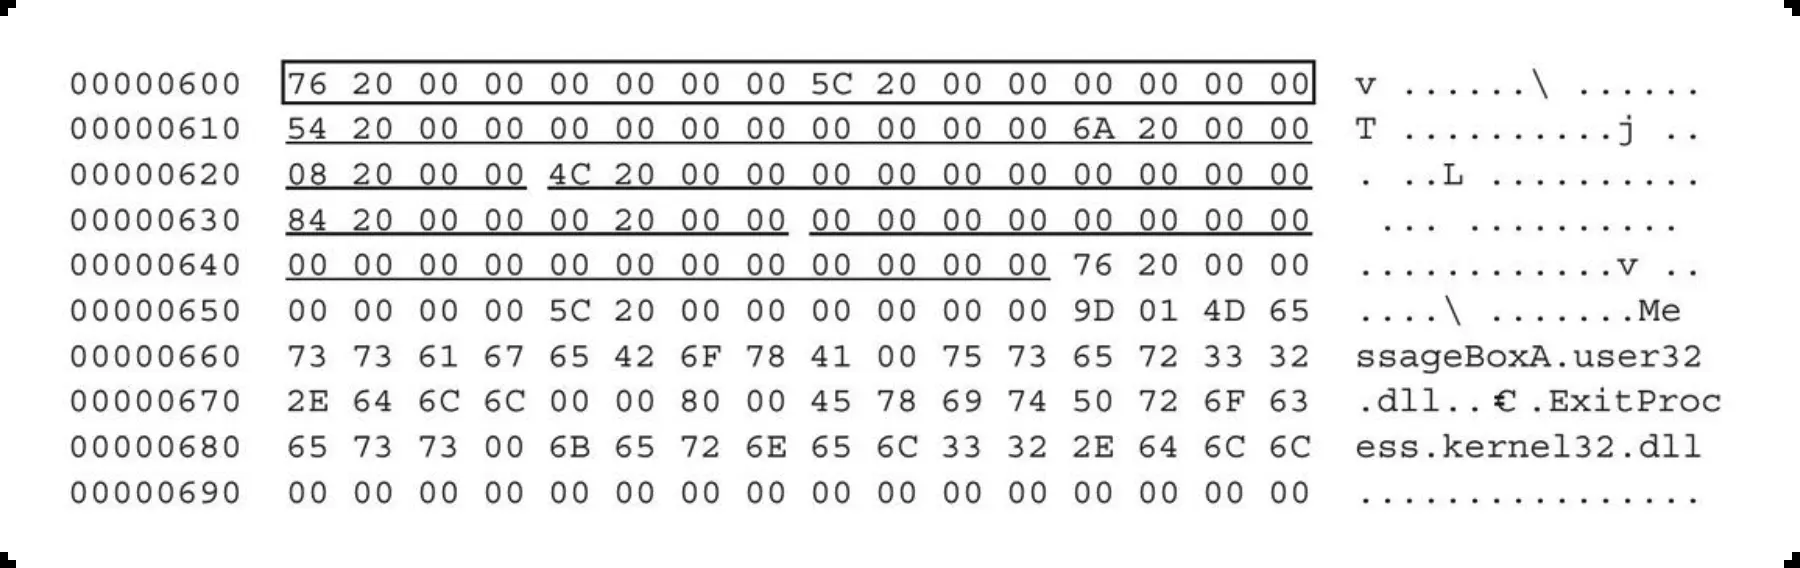 00000600 76 20 00 00 00 00 00 00 5C 20 00 00 00 00 00 00 v ......\ ......
00000610 54 20 00 00 00 00 00 00 00 00 00 00 6A 20 00 00 T ..........j ..
00000620 08 20 00 00 4C 20 00 00 00 00 00 00 00 00 00 00 . ..L ..........
00000630 84 20 00 00 00 20 00 00 00 00 00 00 00 00 00 00 ... ..........
00000640 00 00 00 00 00 00 00 00 00 00 00 00 76 20 00 00 ............v ..
00000650 00 00 00 00 5C 20 00 00 00 00 00 00 9D 01 4D 65 ....\ .......Me
00000660 73 73 61 67 65 42 6F 78 41 00 75 73 65 72 33 32 ssageBoxA.user32
00000670 2E 64 6C 6C 00 00 80 00 45 78 69 74 50 72 6F 63 .dll..€.ExitProc
00000680 65 73 73 00 6B 65 72 6E 65 6C 33 32 2E 64 6C 6C ess.kernel32.dll
00000690 00 00 00 00 00 00 00 00 00 00 00 00 00 00 00 00 ................